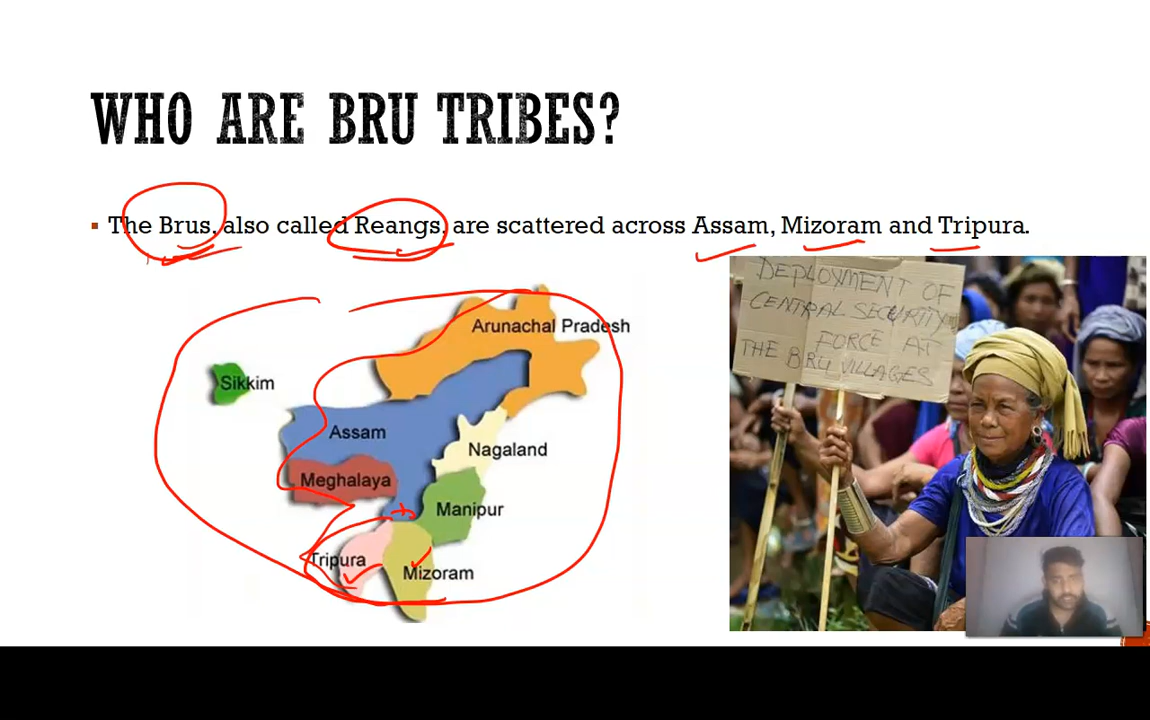 WHO ARE BRU TRIBES?
▪ The Brus, also called Reangs, are scattered across Assam, Mizoram and Tripura.
Arunachal Pradesh
Sikkim
Assam
Nagaland
Meghalaya
Manipur
Tripura
Mizoram
DEPLOYMENT OF
CENTRAL SECURITY
FORCE AT
THE BRU VILLAGES